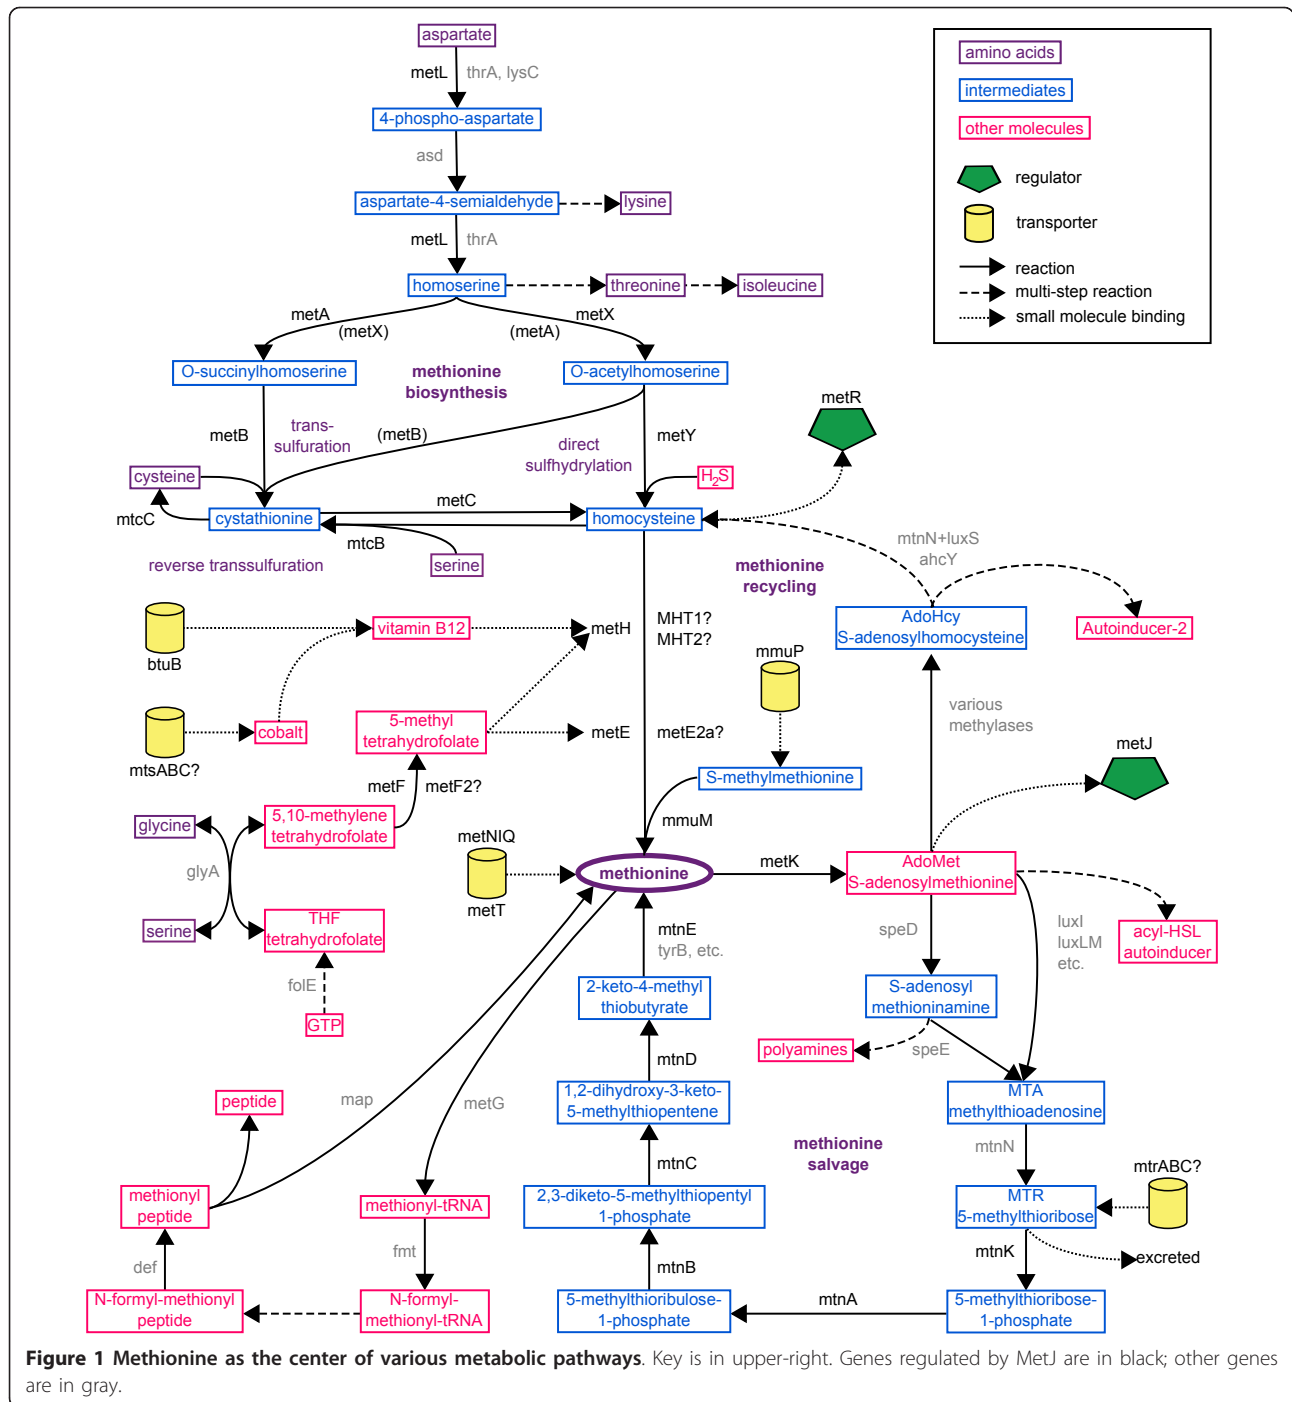 aspartate
metL
thrA, lysC
4-phospho-aspartate
asd
aspartate-4-semialdehyde
lysine
metL
thrA
homoserine
threonine
isoleucine
metA
(metX)
metX
(metA)
O-succinylhomoserine
methionine
biosynthesis
O-acetylhomoserine
metB
trans-
sulfuration
(metB)
metY
direct
sulfhydrylation
cysteine
H2S
mtcC
cystathionine
metC
homocysteine
mtcB
reverse transsulfuration
serine
amino acids
intermediates
other molecules
regulator
transporter
reaction
multi-step reaction
small molecule binding
metR
methionine
recycling
mtnN+luxS
ahcY
AdoHcy
S-adenosylhomocysteine
Autoinducer-2
btuB
vitamin B12
metH
MHT1?
MHT2?
mmuP
various
methylases
mtsABC?
cobalt
5-methyl
tetrahydrofolate
metE
metE2a?
S-methylmethionine
metJ
metF
metF2?
glycine
5,10-methylene
tetrahydrofolate
mmuM
glyA
metNIQ
metT
methionine
metK
AdoMet
S-adenosylmethionine
serine
THF
tetrahydrofolate
folE
GTP
mtnE
tyrB, etc.
speD
luxI
luxLM
etc.
acyl-HSL
autoinducer
2-keto-4-methyl
thiobutyrate
S-adenosyl
methioninamine
polyamines
speE
mtnD
peptide
map
metG
1,2-dihydroxy-3-keto-
5-methylthiopentene
MTA
methylthioadenosine
methionine
salvage
mtnN
mtnC
mtrABC?
methionyl
peptide
methionyl-tRNA
2,3-diketo-5-methylthiopentyl
1-phosphate
MTR
5-methylthioribose
def
fmt
mtnB
mtnK
excreted
N-formyl-methionyl
peptide
N-formyl-
methionyl-tRNA
5-methylthioribulose-
1-phosphate
mtnA
5-methylthioribose-
1-phosphate
Figure 1 Methionine as the center of various metabolic pathways. Key is in upper-right. Genes regulated by MetJ are in black; other genes
are in gray.